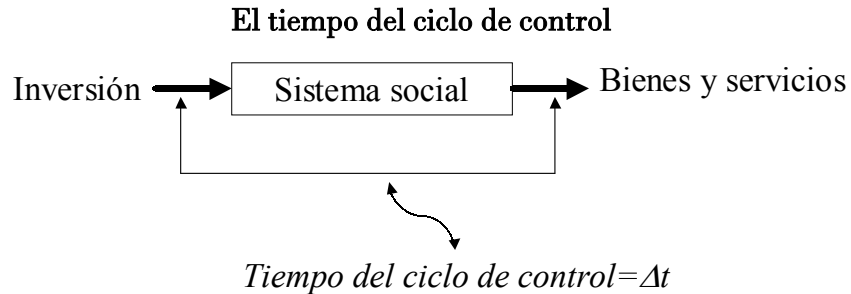 El tiempo del ciclo de control
Inversión
Sistema social
Bienes y servicios
Tiempo del ciclo de control=Δt